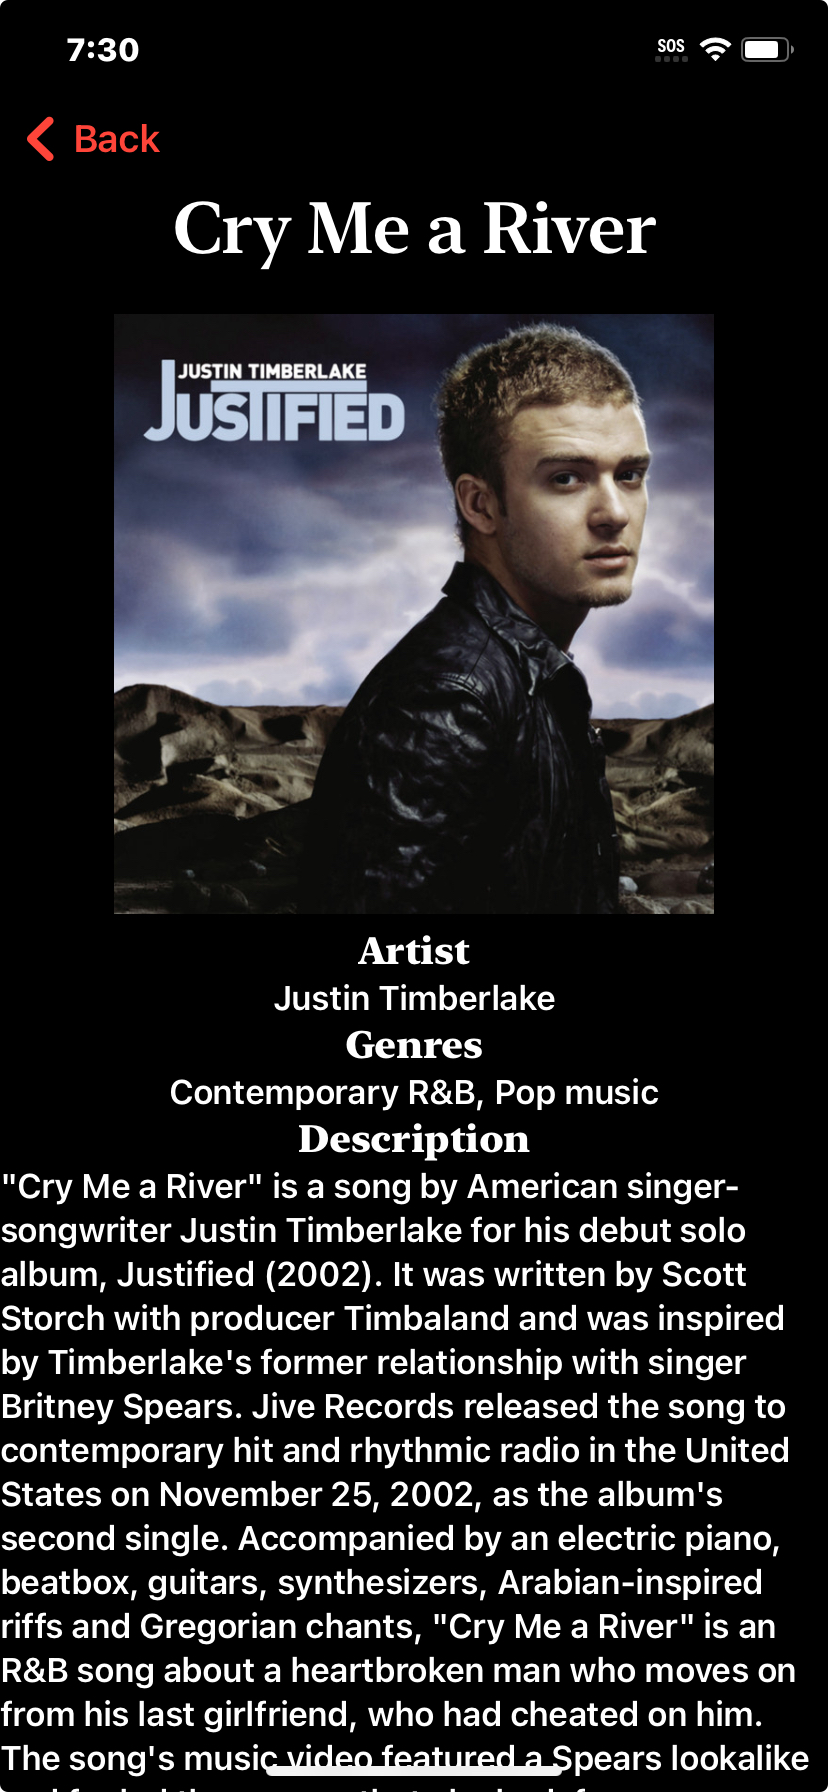 7:30
SOS
Back
Cry Me a River
JUSTIN TIMBERLAKE
JUSTIFIED
Artist
Justin Timberlake
Genres
Contemporary R&B, Pop music
Description
"Cry Me a River" is a song by American singer-
songwriter Justin Timberlake for his debut solo
album, Justified (2002). It was written by Scott
Storch with producer Timbaland and was inspired
by Timberlake's former relationship with singer
Britney Spears. Jive Records released the song to
contemporary hit and rhythmic radio in the United
States on November 25, 2002, as the album's
second single. Accompanied by an electric piano,
beatbox, guitars, synthesizers, Arabian-inspired
riffs and Gregorian chants, "Cry Me a River" is an
R&B song about a heartbroken man who moves on
from his last girlfriend, who had cheated on him.
The song's music video featured a Spears lookalike